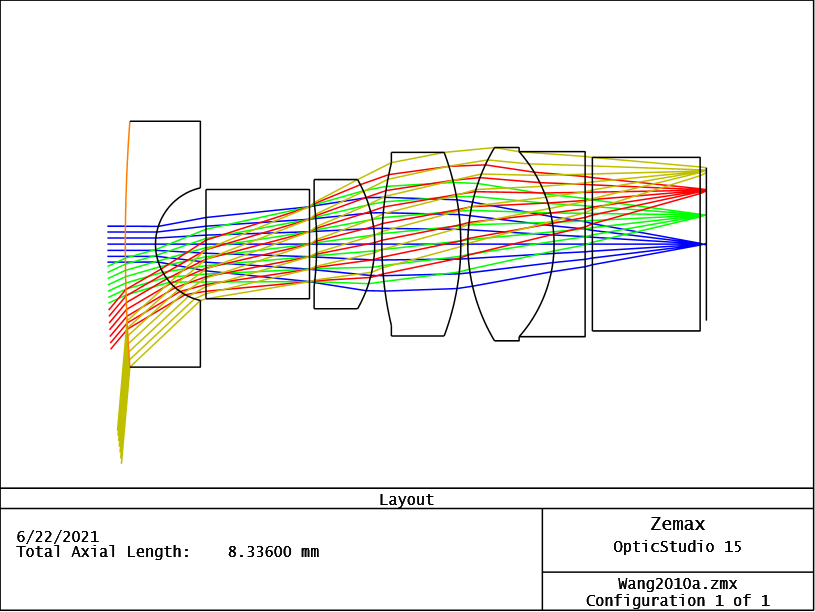 Layout
6/22/2021
Total Axial Length: 8.33600 mm
Zemax
OpticStudio 15
Wang2010a.zmx
Configuration 1 of 1